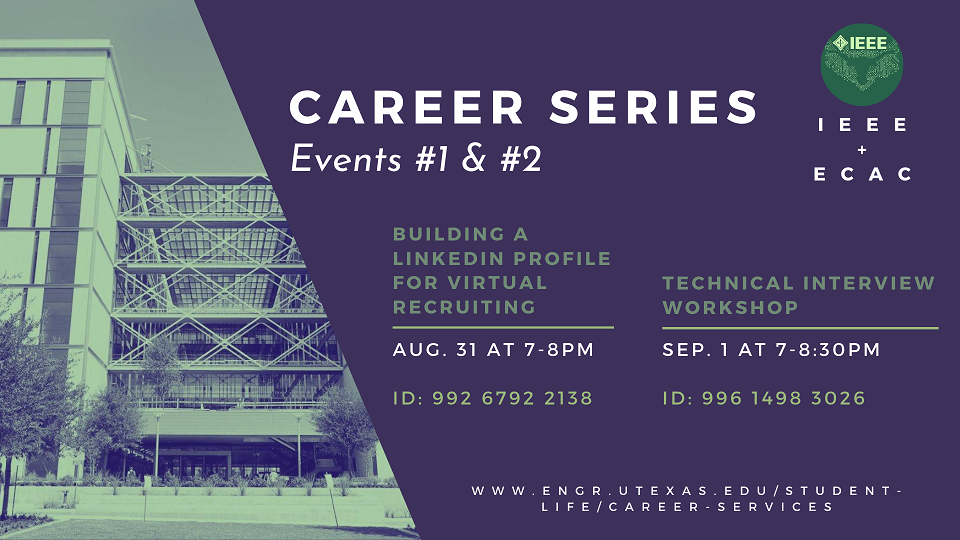 IEEE
IEEE
+
ECAC
CAREER SERIES
Events #1 & #2
BUILDING A
LINKEDIN PROFILE
FOR VIRTUAL
RECRUITING
AUG. 31 AT 7-8PM
ID: 992 6792 2138
TECHNICAL INTERVIEW
WORKSHOP
SEP. 1 AT 7-8:30PM
ID: 996 1498 3026
WWW.ENGR.UTEXAS.EDU/STUDENT-
LIFE/CAREER-SERVICES